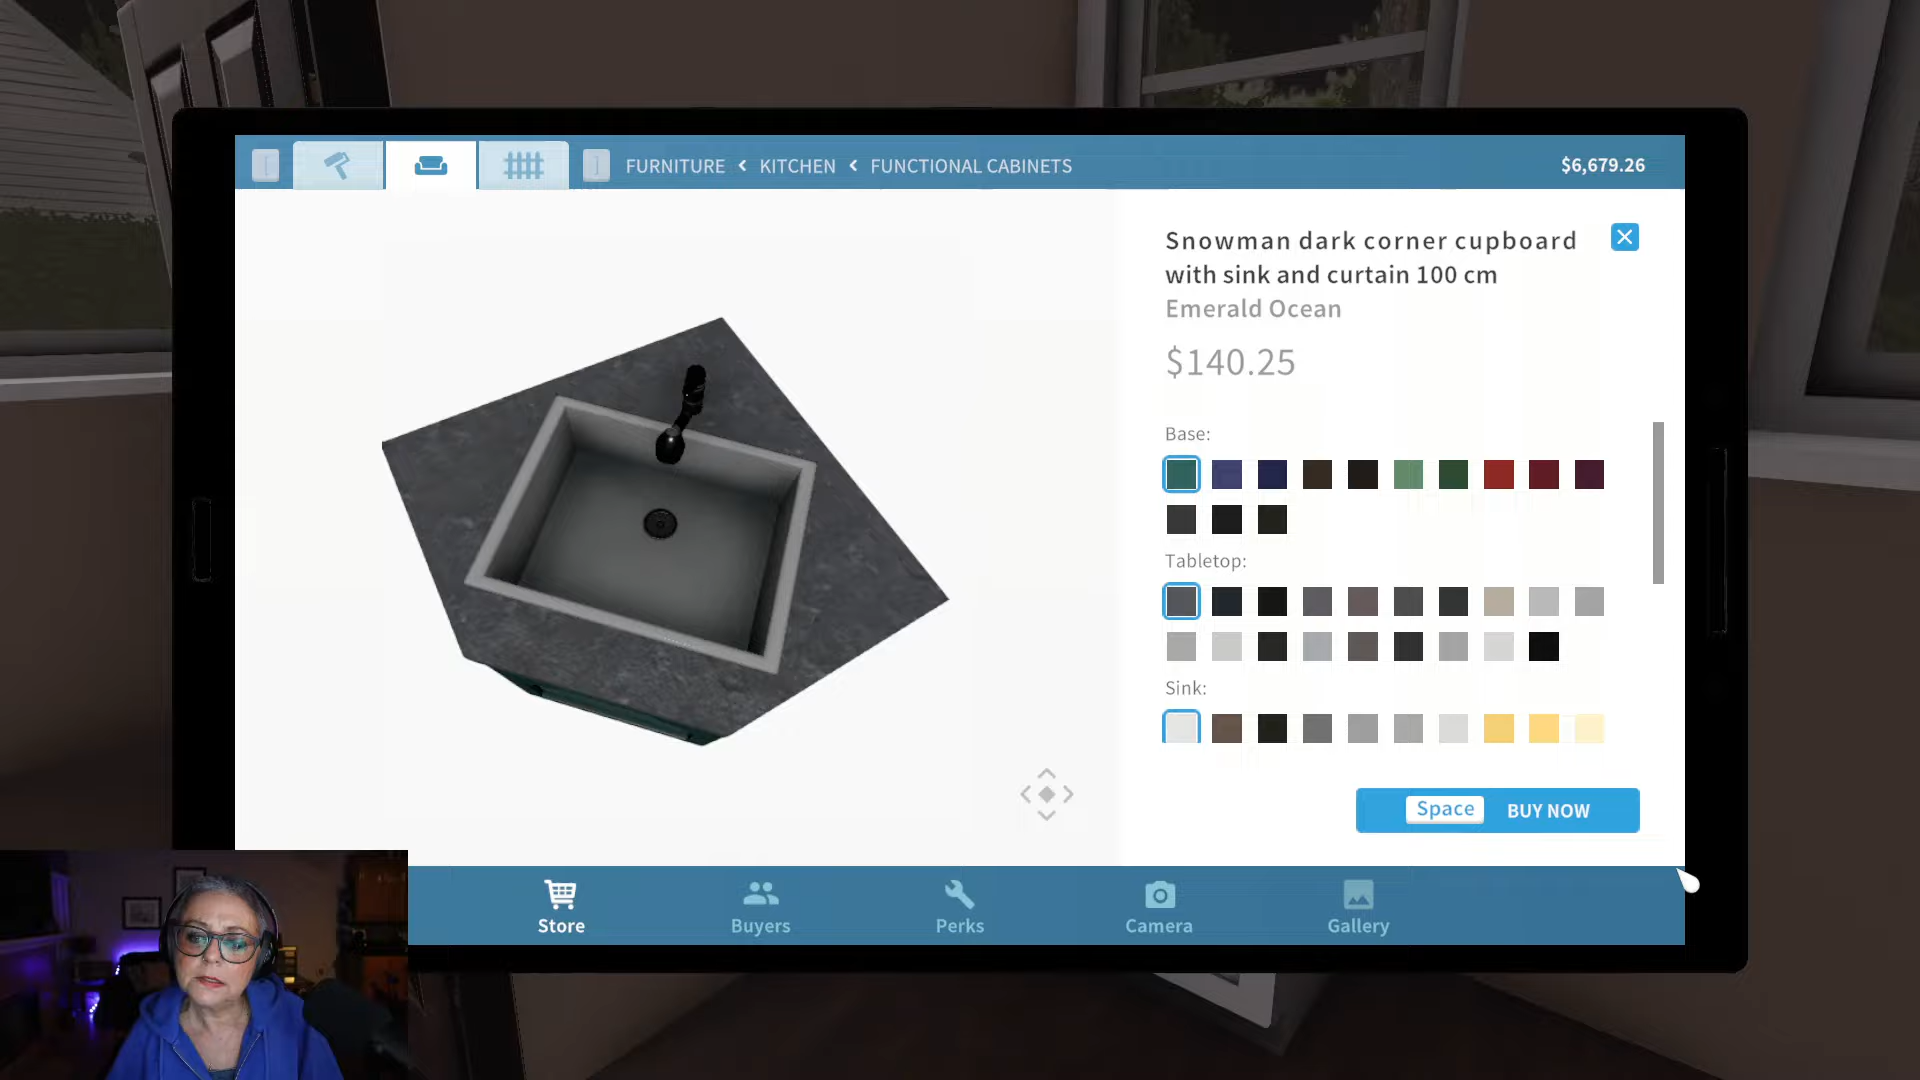 FURNITURE < KITCHEN < FUNCTIONAL CABINETS
$6,679.26
Snowman dark corner cupboard
with sink and curtain 100 cm
Emerald Ocean
$140.25
Base:
Tabletop:
Sink:
Space BUY NOW
Store
Buyers
Perks
Camera
Gallery